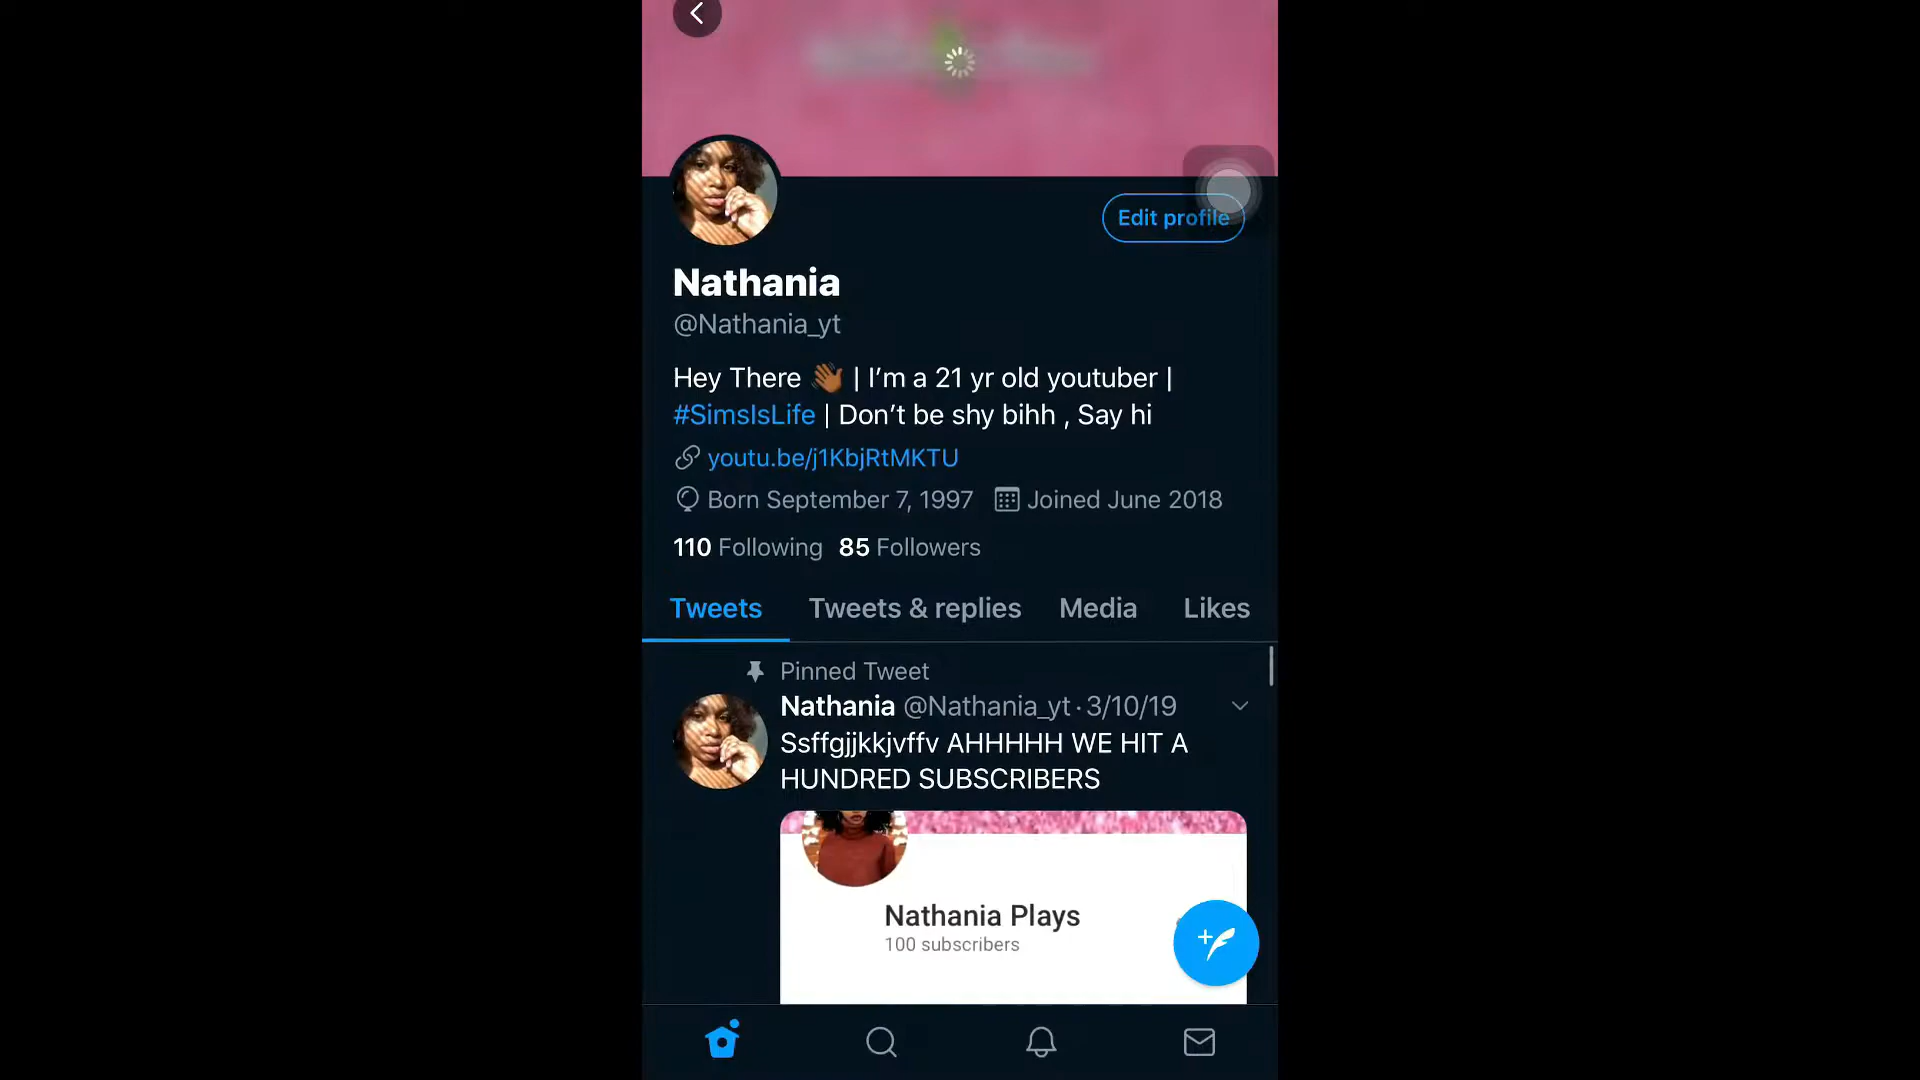 Edit profile
Nathania
@Nathania_yt
Hey There 👋🏾 | I’m a 21 yr old youtuber |
#SimsIsLife | Don’t be shy bihh , Say hi
youtu.be/j1KbjRtMKTU
Born September 7, 1997 Joined June 2018
110 Following 85 Followers
Tweets Tweets & replies Media Likes
Pinned Tweet
Nathania @Nathania_yt · 3/10/19
Ssffgjjkkjvffv AHHHHH WE HIT A
HUNDRED SUBSCRIBERS
Nathania Plays
100 subscribers